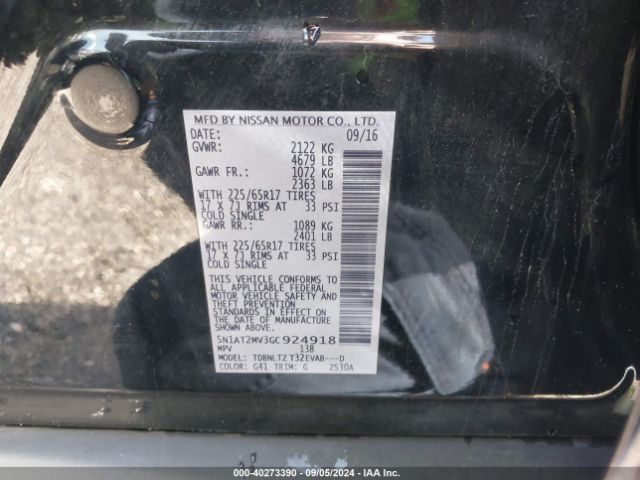 MFD BY NISSAN MOTOR CO., LTD.
DATE: 09/16
GVWR: 2122 KG
4679 LB
GAWR FR.: 1072 KG
2363 LB
WITH 225/65R17 TIRES
17 X 7J RIMS AT 33 PSI
COLD SINGLE
GAWR RR.: 1089 KG
2401 LB
WITH 225/65R17 TIRES
17 X 7J RIMS AT 33 PSI
COLD SINGLE
THIS VEHICLE CONFORMS TO
ALL APPLICABLE FEDERAL
MOTOR VEHICLE SAFETY AND
THEFT PREVENTION
STANDARDS IN EFFECT ON THE
DATE OF MANUFACTURE SHOWN
ABOVE.
5N1AT2MV3GC924918
MPV 138
MODEL: TDBNLTZ T32EVAB---D
COLOR: G41 TRIM: G ZS30A
000-40273390 - 09/05/2024 - IAA Inc.